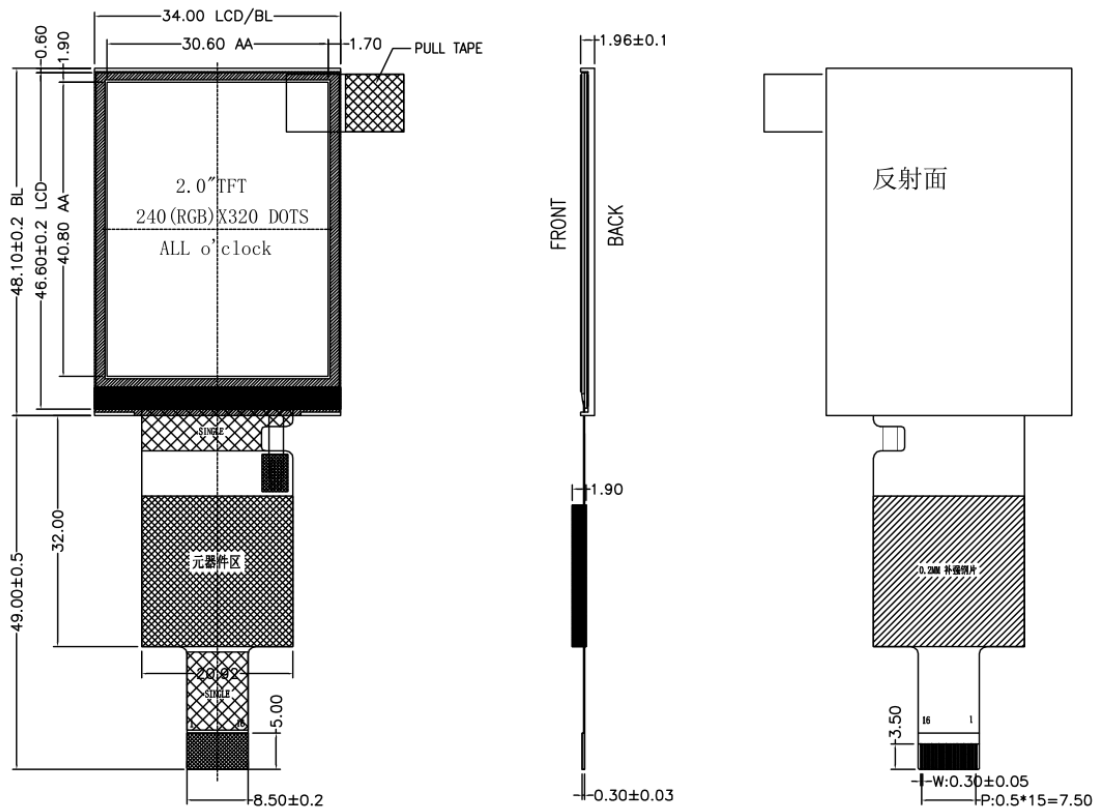 34.00 LCD/BL
30.60 AA
1.70
PULL TAPE
0.60
1.90
48.10±0.2 BL
46.60±0.2 LCD
40.80 AA
2.0"TFT
240(RGB)X320 DOTS
ALL o'clock
SINGLE
32.00
49.00±0.5
元器件区
20.92
SINGLE
1
16
5.00
8.50±0.2
1.96±0.1
FRONT
BACK
1.90
0.30±0.03
反射面
0.2MM 补强钢片
16
1
3.50
W:0.30±0.05
P:0.5*15=7.50